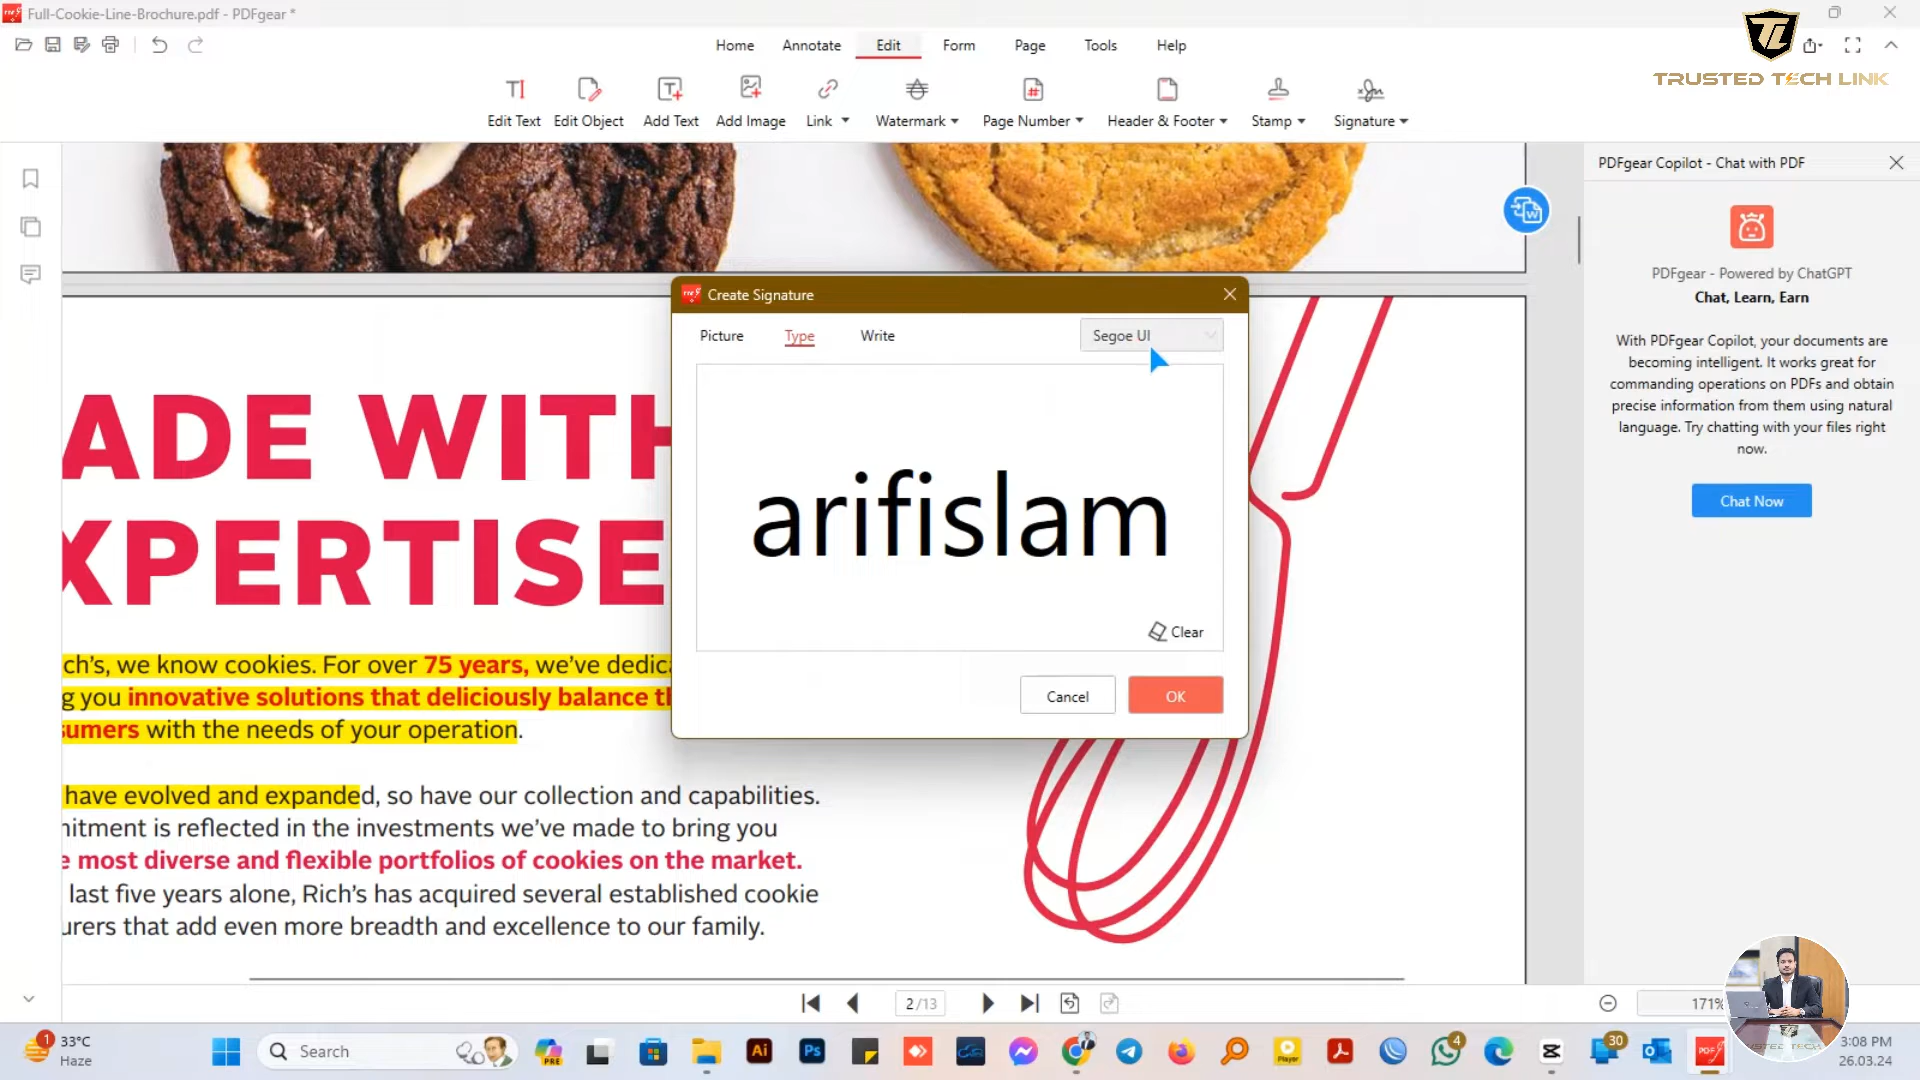 Full-Cookie-Line-Brochure.pdf - PDFgear *
TRUSTED TECH LINK
Home Annotate Edit Form Page Tools Help
Edit Text Edit Object Add Text Add Image Link Watermark Page Number Header & Footer Stamp Signature
PDFgear Copilot - Chat with PDF
PDFgear - Powered by ChatGPT
Chat, Learn, Earn
With PDFgear Copilot, your documents are
becoming intelligent. It works great for
commanding operations on PDFs and obtain
precise information from them using natural
language. Try chatting with your files right
now.
Chat Now
Create Signature
Picture Type Write Segoe UI
arifislam
Clear
Cancel OK
ADE WITH
XPERTISE
ch's, we know cookies. For over 75 years, we've dedic
g you innovative solutions that deliciously balance th
sumers with the needs of your operation.
have evolved and expanded, so have our collection and capabilities.
mitment is reflected in the investments we've made to bring you
e most diverse and flexible portfolios of cookies on the market.
last five years alone, Rich's has acquired several established cookie
urers that add even more breadth and excellence to our family.
2 /13
171%
33°C
Haze
Search
PRE
Ai
Ps
Player
4
30
PDF
3:08 PM
26.03.24